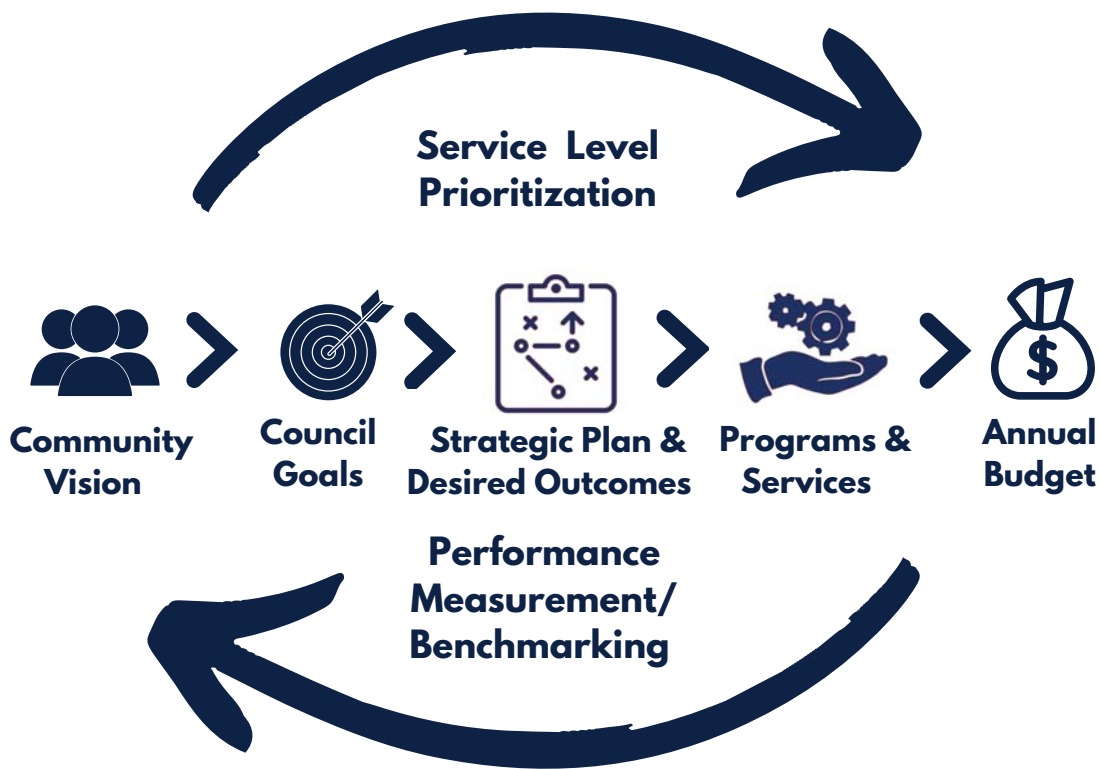 Service Level
Prioritization
$
Community
Vision
Council
Goals
Strategic Plan &
Desired Outcomes
Programs &
Services
Annual
Budget
Performance
Measurement/
Benchmarking